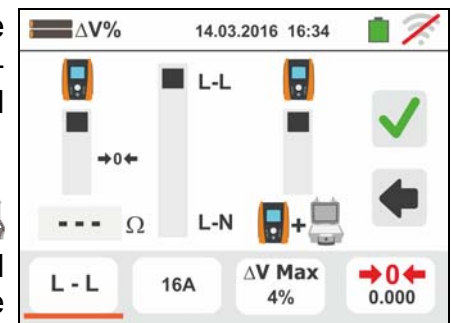 e
-
l
l
e
ΔV% 14.03.2016 16:34
L-L
→0←
--- Ω
L-N
+
L - L
16A
ΔV Max
4%
→0←
0.000